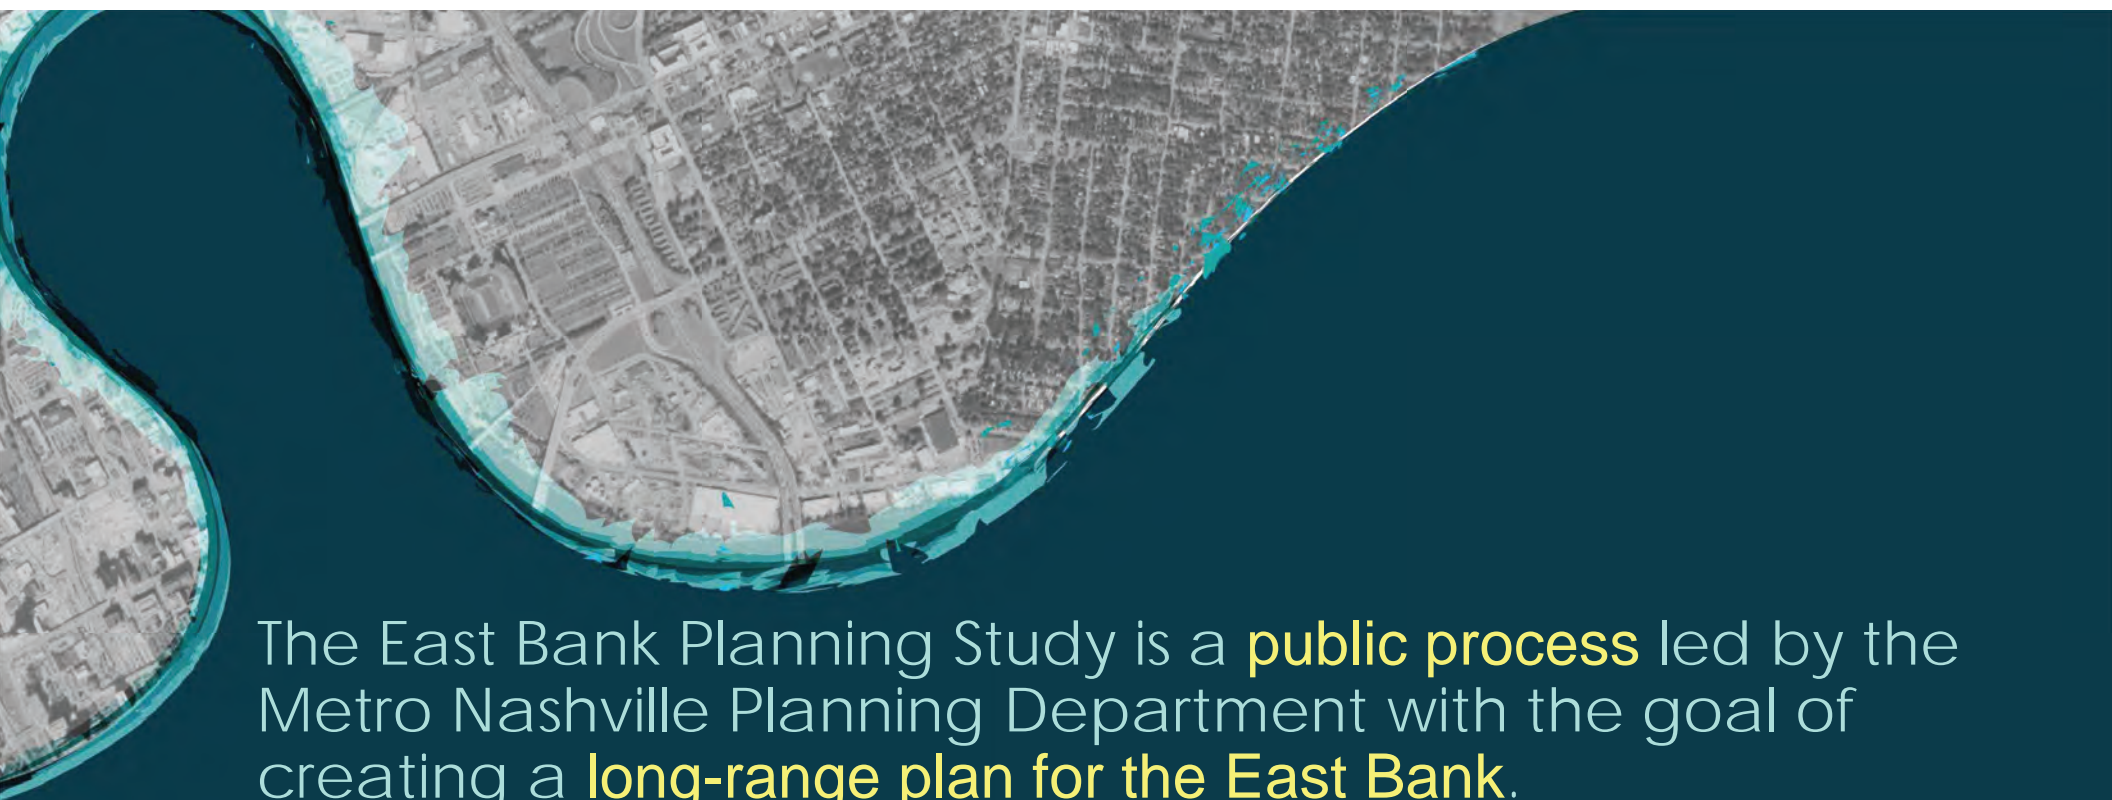 The East Bank Planning Study is a public process led by the
Metro Nashville Planning Department with the goal of
creating a long-range plan for the East Bank.